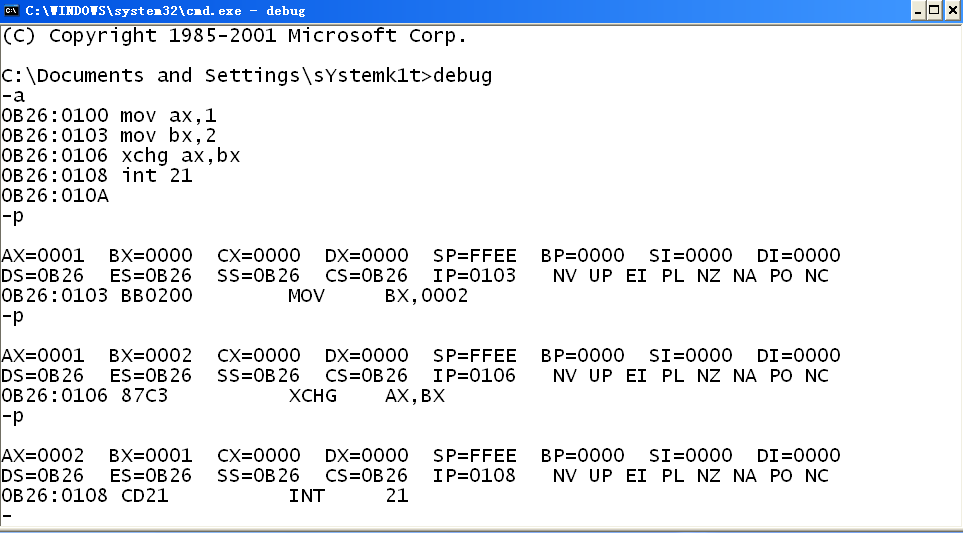 C:\WINDOWS\system32\cmd.exe - debug
(C) Copyright 1985-2001 Microsoft Corp.
C:\Documents and Settings\sYstemk1t>debug
-a
0B26:0100 mov ax,1
0B26:0103 mov bx,2
0B26:0106 xchg ax,bx
0B26:0108 int 21
0B26:010A
-p
AX=0001  BX=0000  CX=0000  DX=0000  SP=FFEE  BP=0000  SI=0000  DI=0000
DS=0B26  ES=0B26  SS=0B26  CS=0B26  IP=0103   NV UP EI PL NZ NA PO NC
0B26:0103 BB0200        MOV     BX,0002
-p
AX=0001  BX=0002  CX=0000  DX=0000  SP=FFEE  BP=0000  SI=0000  DI=0000
DS=0B26  ES=0B26  SS=0B26  CS=0B26  IP=0106   NV UP EI PL NZ NA PO NC
0B26:0106 87C3          XCHG    AX,BX
-p
AX=0002  BX=0001  CX=0000  DX=0000  SP=FFEE  BP=0000  SI=0000  DI=0000
DS=0B26  ES=0B26  SS=0B26  CS=0B26  IP=0108   NV UP EI PL NZ NA PO NC
0B26:0108 CD21          INT     21
-